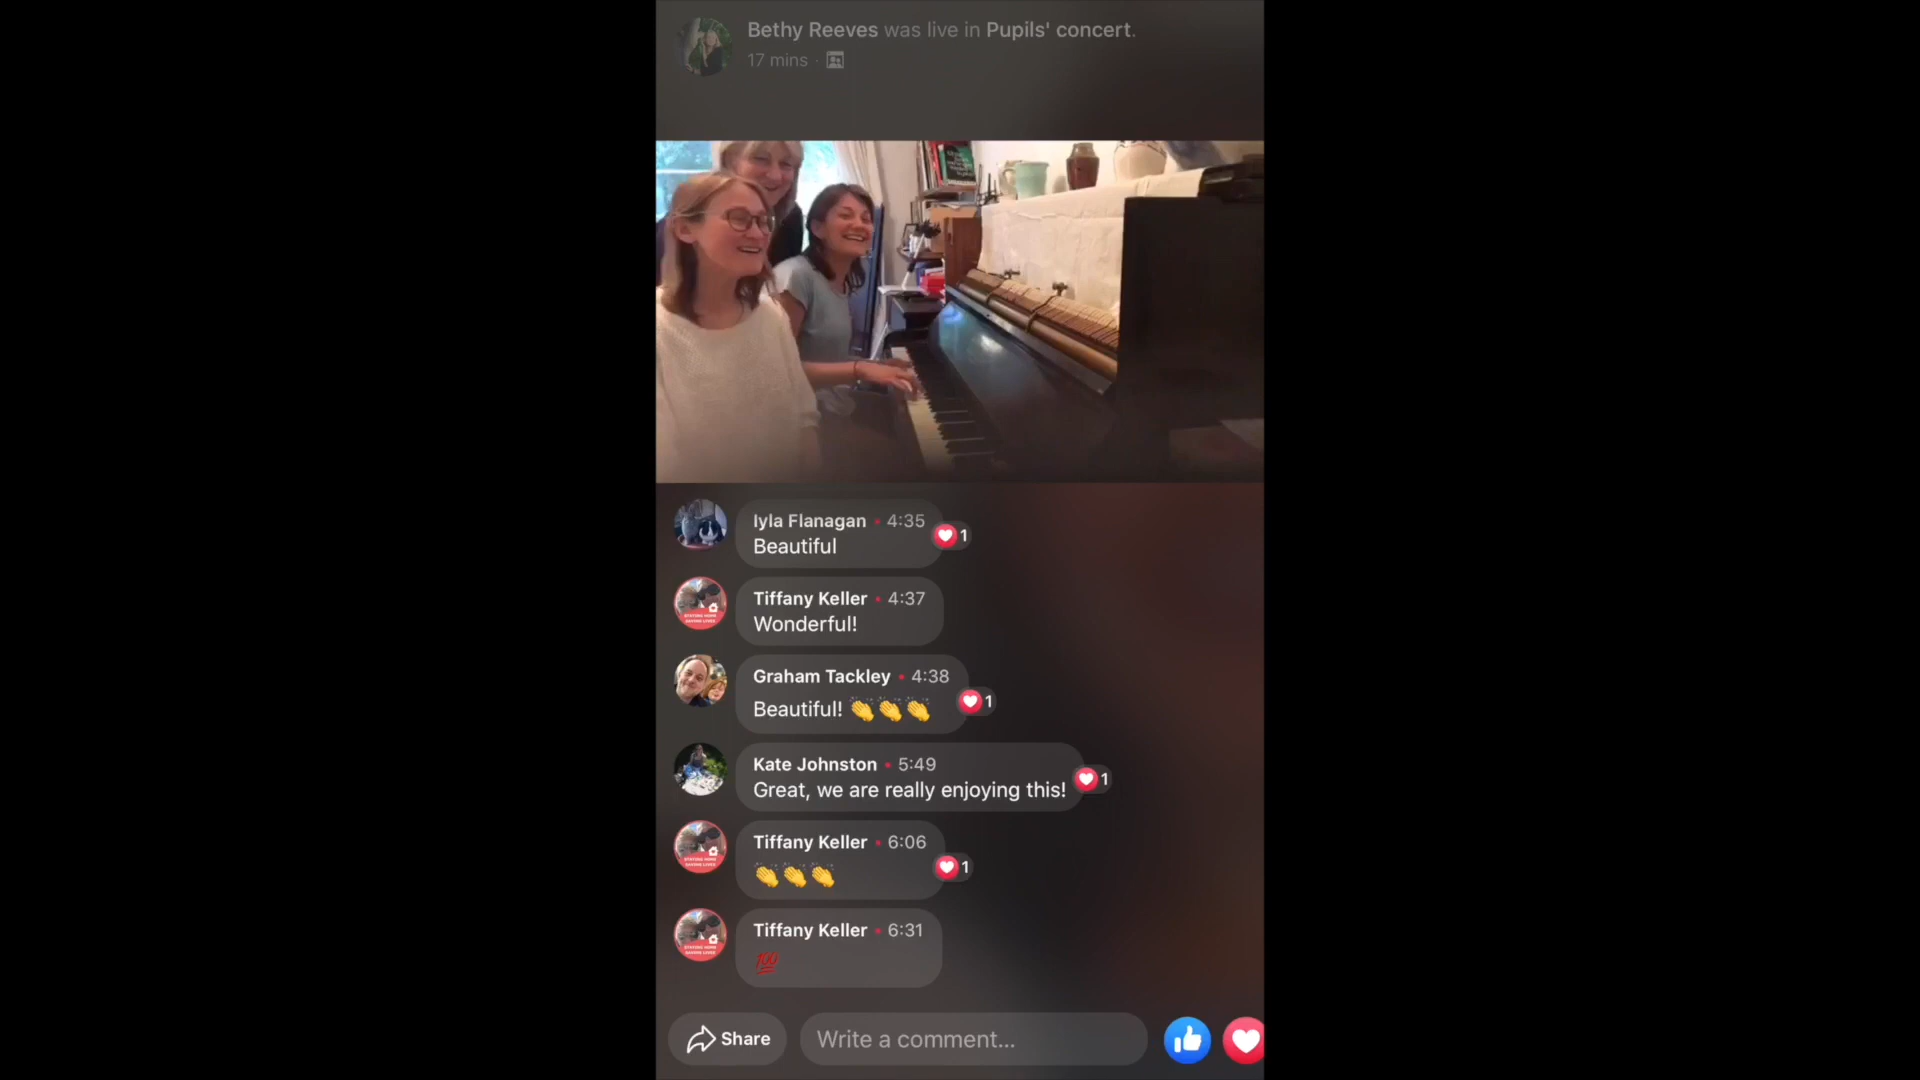 Bethy Reeves was live in Pupils' concert.
17 mins ·
Iyla Flanagan • 4:35
Beautiful
1
Tiffany Keller • 4:37
Wonderful!
Graham Tackley • 4:38
Beautiful! 👏👏👏
1
Kate Johnston • 5:49
Great, we are really enjoying this!
1
Tiffany Keller • 6:06
👏👏👏
1
Tiffany Keller • 6:31
💯
Share
Write a comment...